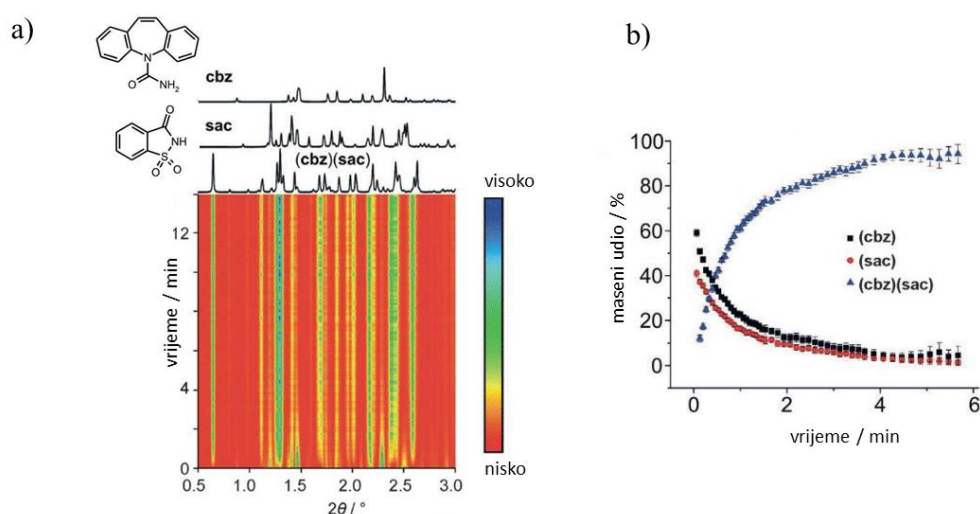 a)
N
O
NH₂
cbz
O
NH
S
O
O
sac
(cbz)(sac)
visoko
nisko
vrijeme / min
12
8
4
0
0.5 1.0 1.5 2.0 2.5 3.0
2θ / °
b)
maseni udio / %
100
80
60
40
20
0
(cbz)
(sac)
(cbz)(sac)
0 2 4 6
vrijeme / min